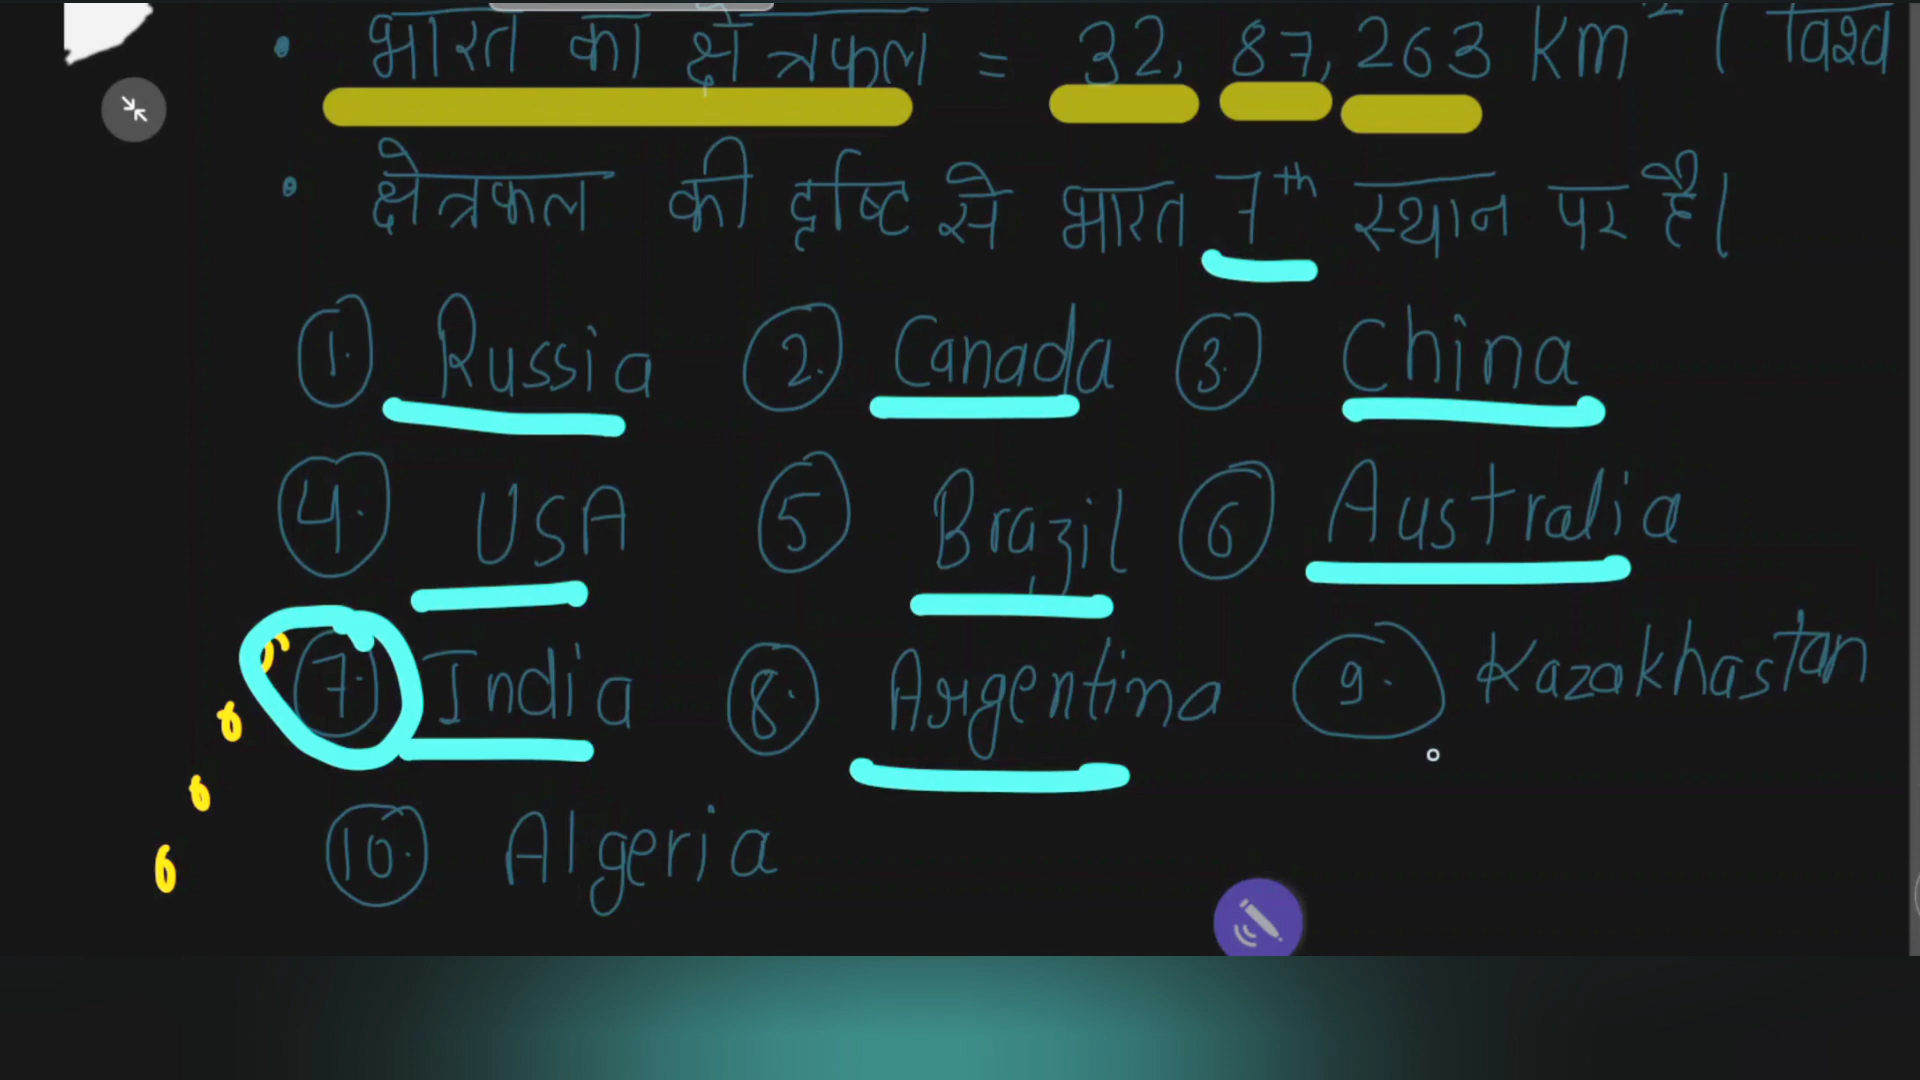 • भारत का क्षेत्रफल = 32, 87, 263 Km² (
• क्षेत्रफल की दृष्टि से भारत 7th स्थान पर है।
1. Russia 2. Canada 3. China
4. USA 5 Brazil 6 Australia
7. India 8. Argentina 9. Kazakhastan
10. Algeria